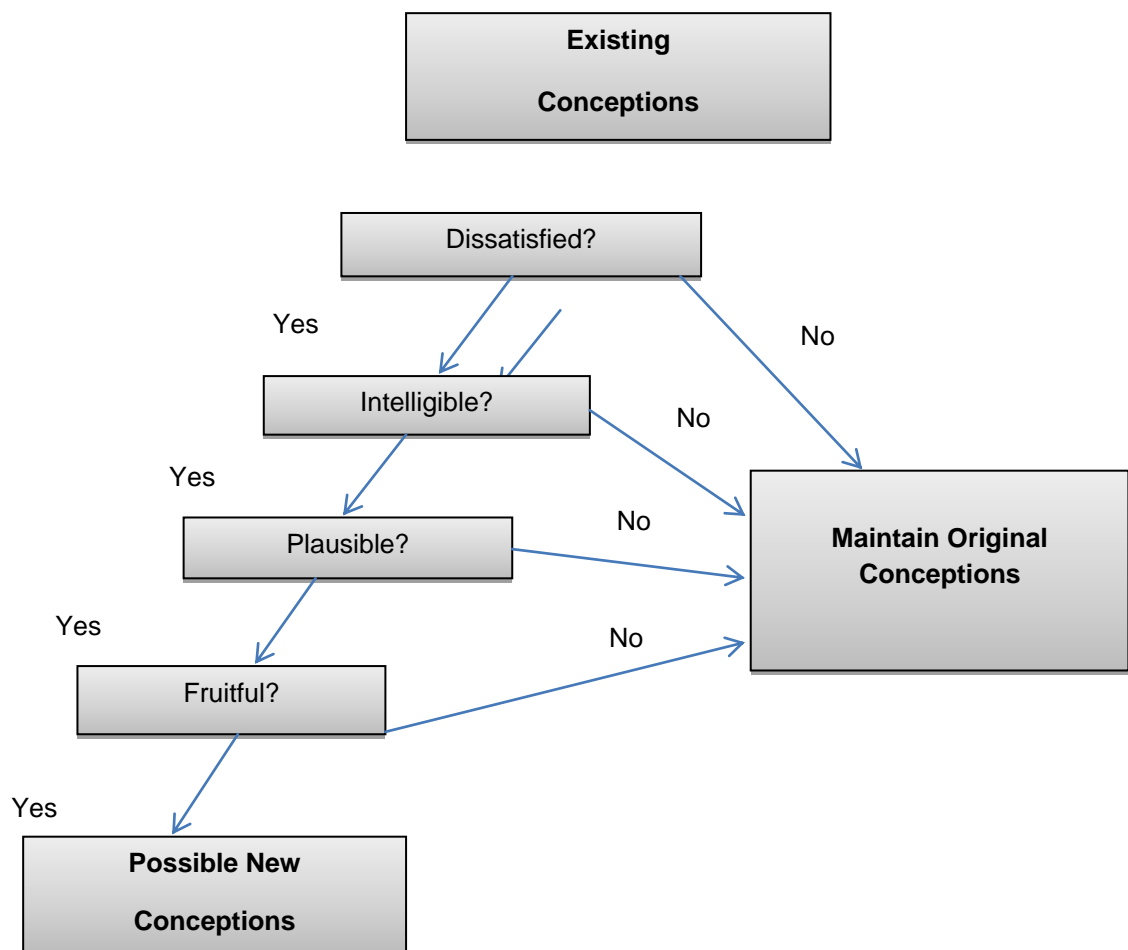 Existing
Conceptions
Dissatisfied?
Yes
No
Intelligible?
No
Yes
Plausible?
No
Maintain Original
Conceptions
Yes
No
Fruitful?
Yes
Possible New
Conceptions